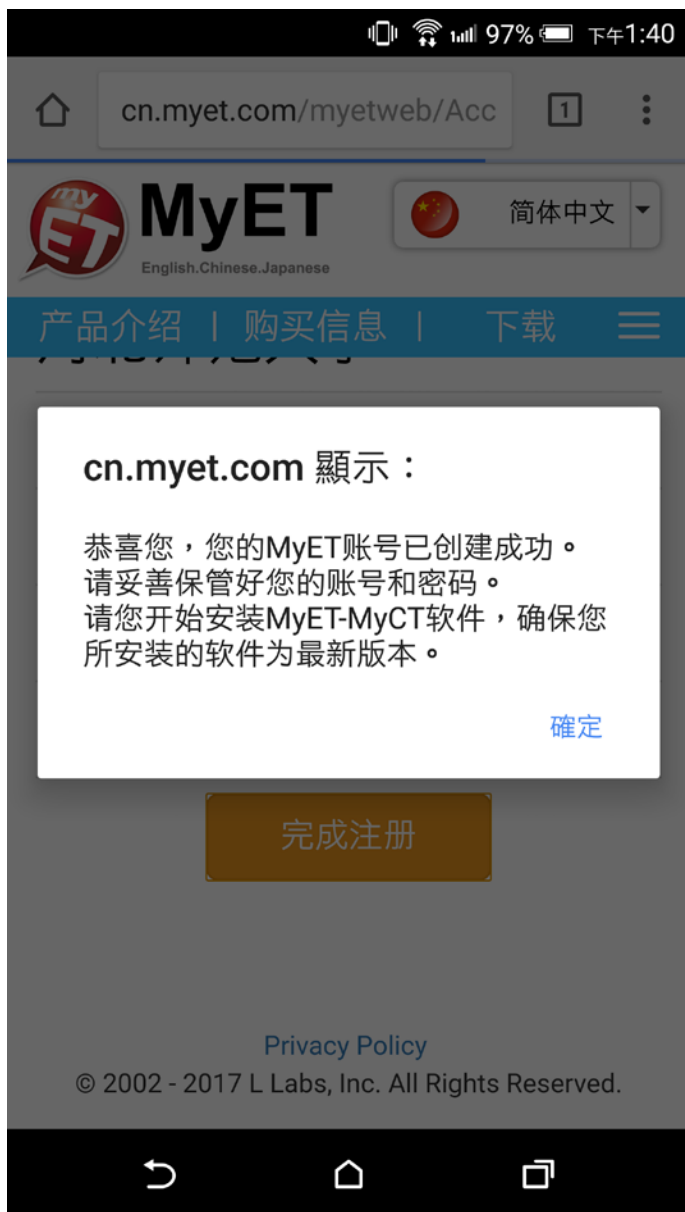 97% 下午1:40
cn.myet.com/myetweb/Acc 1
my ET MyET 简体中文
English.Chinese.Japanese
产品介绍 | 购买信息 | 下载
cn.myet.com 顯示：
恭喜您，您的MyET账号已创建成功。
请妥善保管好您的账号和密码。
请您开始安装MyET-MyCT软件，确保您
所安装的软件为最新版本。
確定
完成注册
Privacy Policy
© 2002 - 2017 L Labs, Inc. All Rights Reserved.